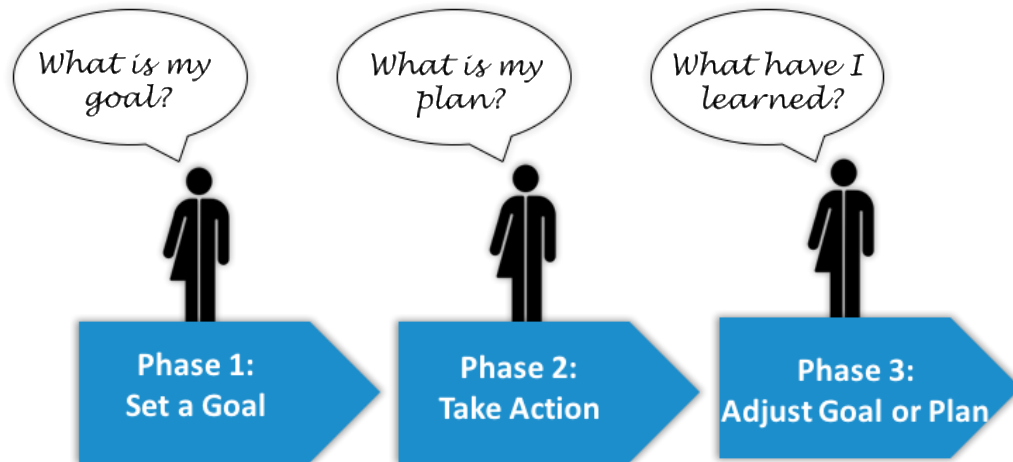 What is my
goal?
What is my
plan?
What have I
learned?
Phase 1:
Set a Goal
Phase 2:
Take Action
Phase 3:
Adjust Goal or Plan